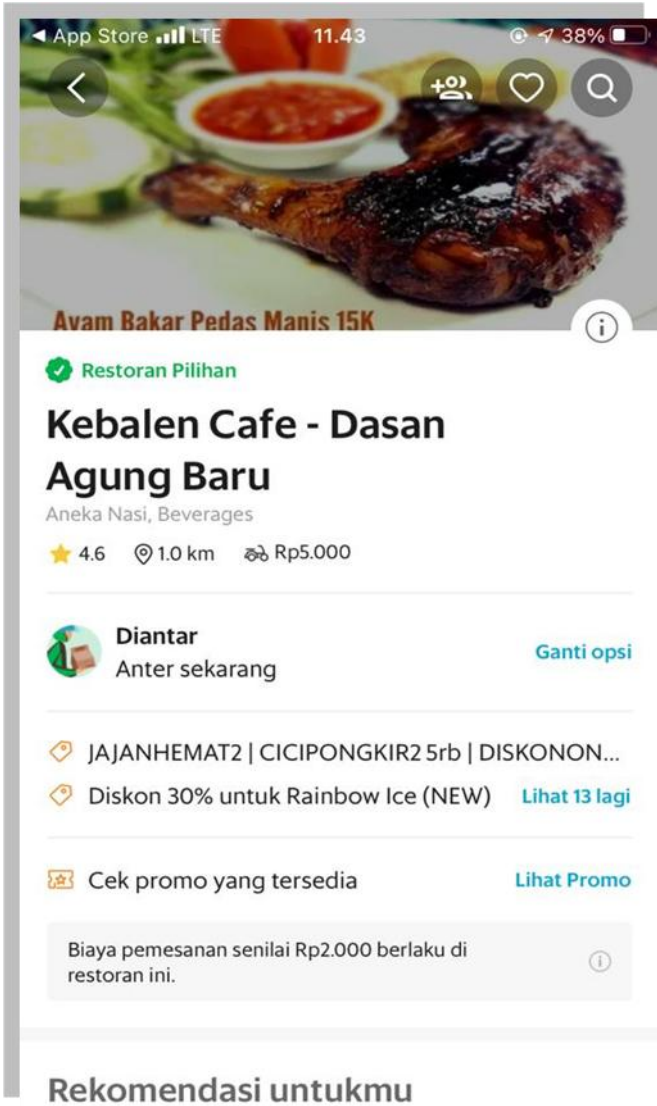 App Store LTE 11.43 38%
Ayam Bakar Pedas Manis 15K
Restoran Pilihan
Kebalen Cafe - Dasan
Agung Baru
Aneka Nasi, Beverages
4.6 1.0 km Rp5.000
Diantar
Anter sekarang
Ganti opsi
JAJANHEMAT2 | CICIPONGKIR2 5rb | DISKONON...
Diskon 30% untuk Rainbow Ice (NEW) Lihat 13 lagi
Cek promo yang tersedia Lihat Promo
Biaya pemesanan senilai Rp2.000 berlaku di
restoran ini.
Rekomendasi untukmu